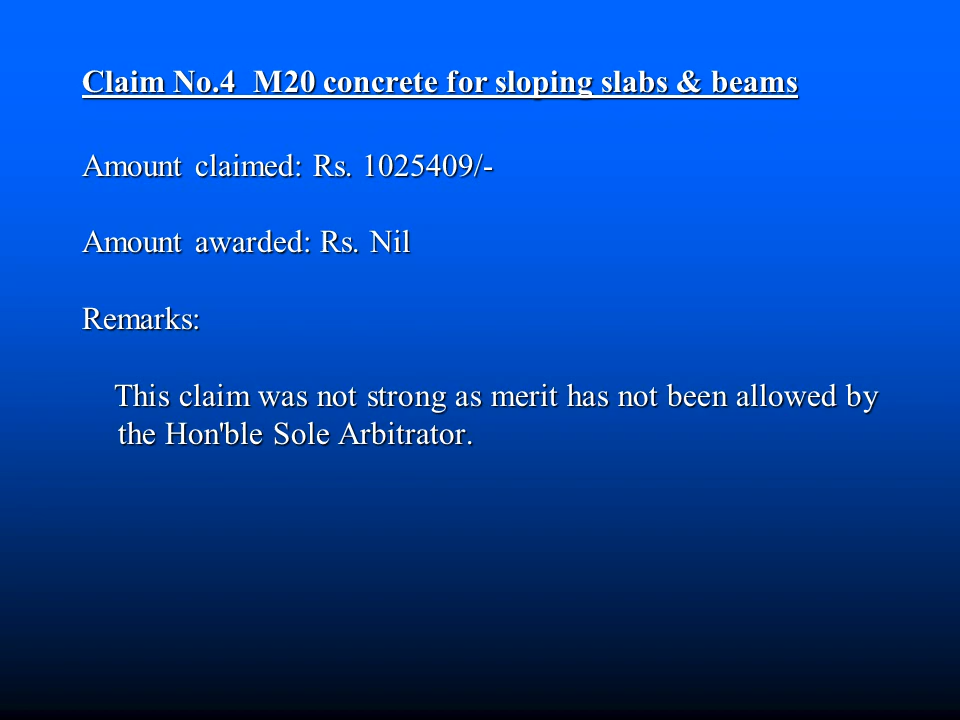 Claim No.4  M20 concrete for sloping slabs & beams
Amount claimed: Rs. 1025409/-
Amount awarded: Rs. Nil
Remarks:
This claim was not strong as merit has not been allowed by
the Hon'ble Sole Arbitrator.